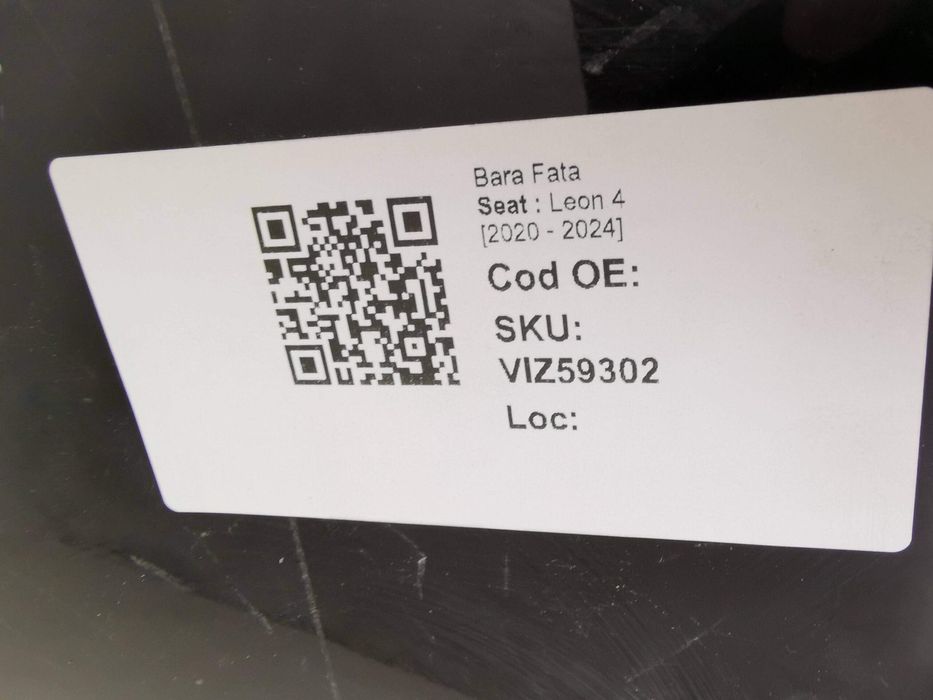 Bara Fata
Seat : Leon 4
[2020 - 2024]
Cod OE:
SKU:
VIZ59302
Loc: